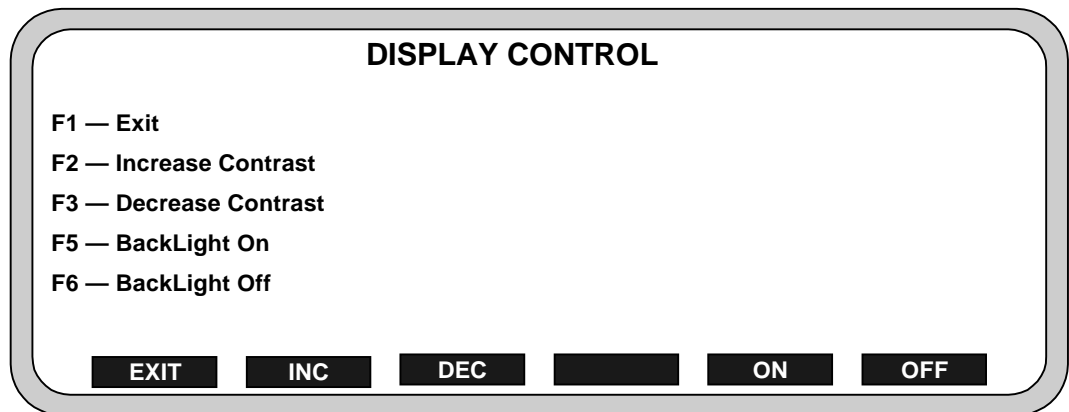 DISPLAY CONTROL
F1 — Exit
F2 — Increase Contrast
F3 — Decrease Contrast
F5 — BackLight On
F6 — BackLight Off
EXIT INC DEC ON OFF